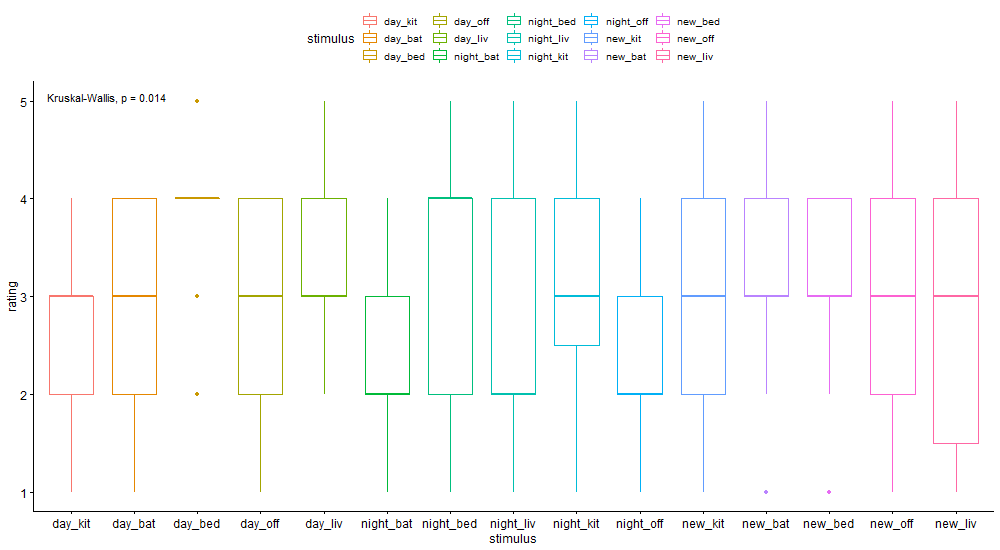 stimulus
day_kit day_off night_bed night_off new_bed
day_bat day_liv night_liv new_kit new_off
day_bed night_bat night_kit new_bat new_liv
Kruskal-Wallis, p = 0.014
5
4
3
2
1
rating
day_kit day_bat day_bed day_off day_liv night_bat night_bed night_liv night_kit night_off new_kit new_bat new_bed new_off new_liv
stimulus